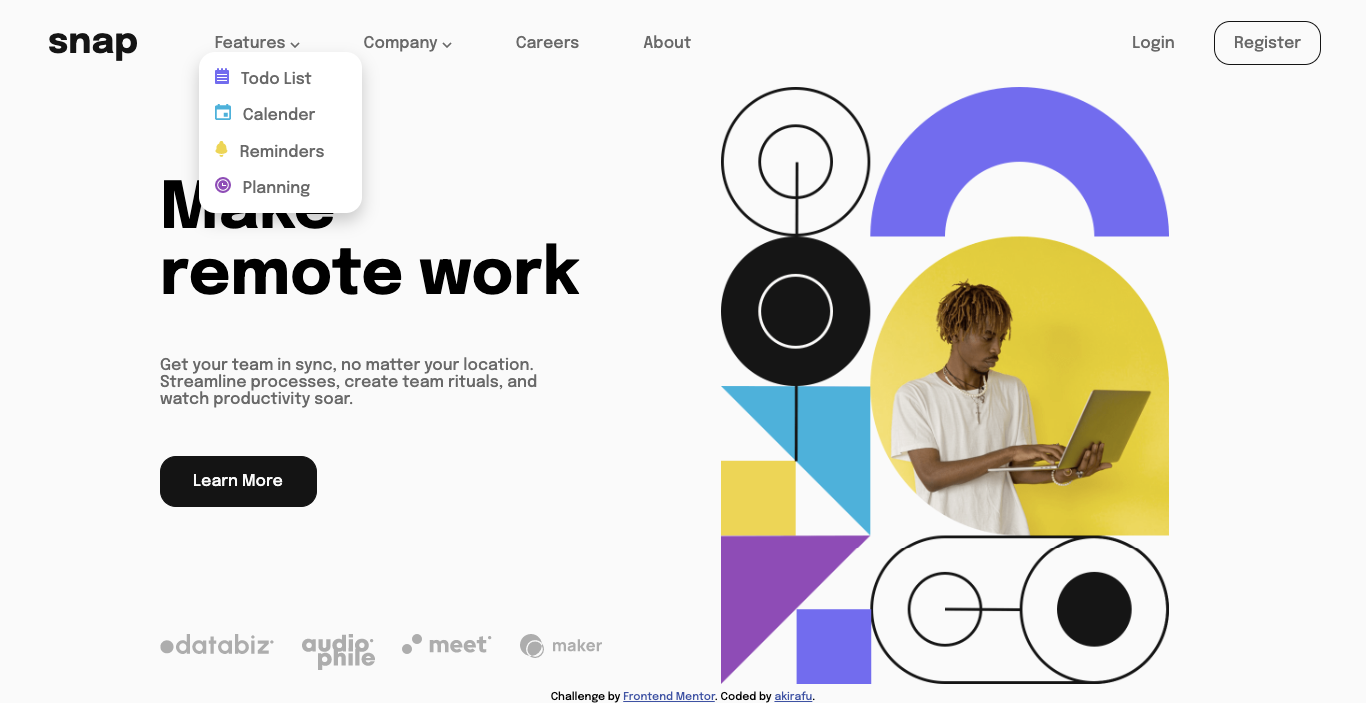 snap
Features
Company
Careers
About
Login
Register
Todo List
Calender
Reminders
Planning
Make
remote work
Get your team in sync, no matter your location.
Streamline processes, create team rituals, and
watch productivity soar.
Learn More
databiz
audio
phile
meet
maker
Challenge by Frontend Mentor. Coded by akirafu.